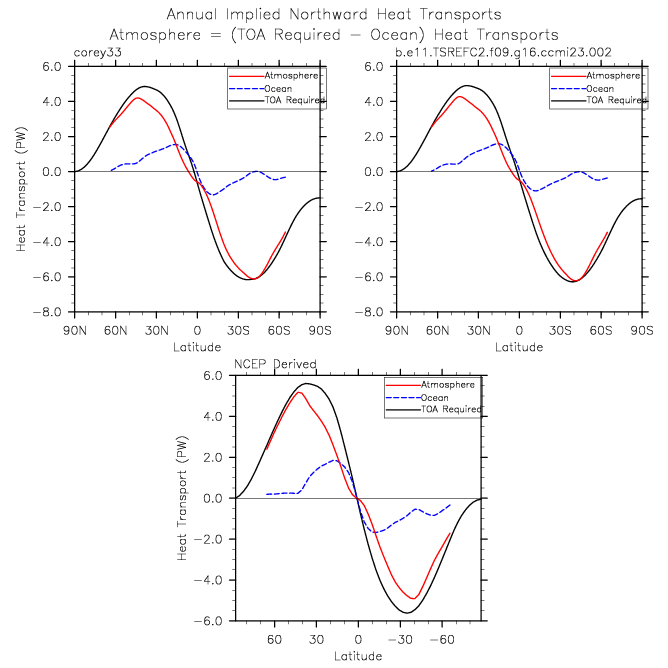 Annual Implied Northward Heat Transports
Atmosphere = (TOA Required - Ocean) Heat Transports
carey33
b.e11.TSREFC2.f09.g16.ccmi23.002
6.0
4.0
2.0
0.0
-2.0
-4.0
-6.0
-8.0
Heat Transport (PW)
Atmosphere
Ocean
TOA Required
90N 60N 30N 0 30S 60S 90S
Latitude
6.0
4.0
2.0
0.0
-2.0
-4.0
-6.0
-8.0
Atmosphere
Ocean
TOA Required
90N 60N 30N 0 30S 60S 90S
Latitude
NCEP Derived
6.0
4.0
2.0
0.0
-2.0
-4.0
-6.0
Heat Transport (PW)
Atmosphere
Ocean
TOA Required
60 30 0 -30 -60
Latitude